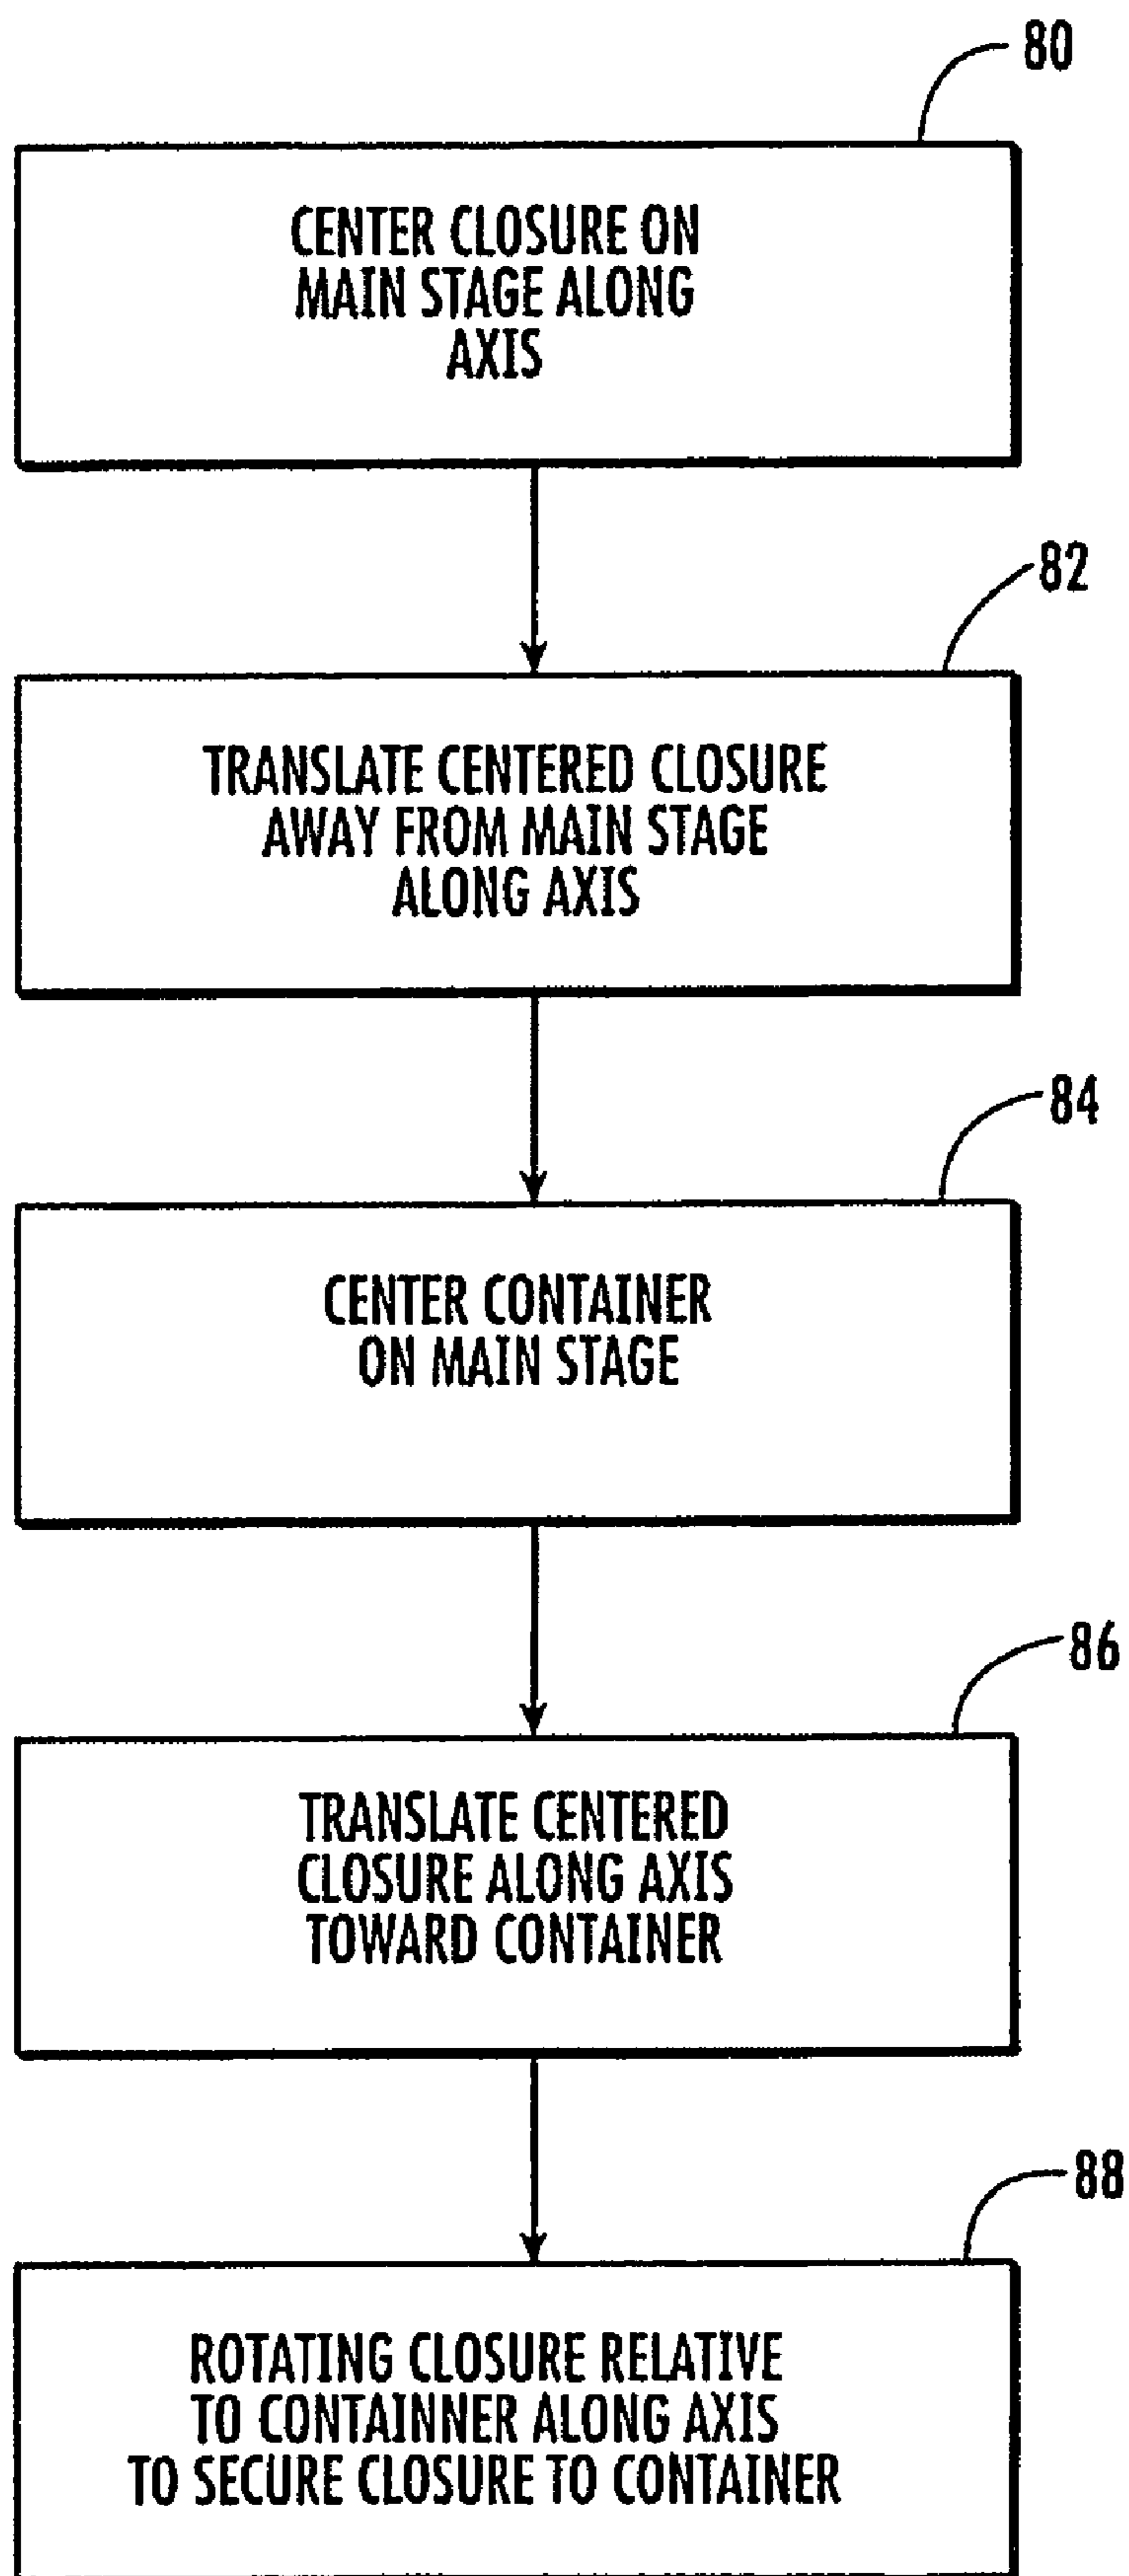 80
CENTER CLOSURE ON
MAIN STAGE ALONG
AXIS
82
TRANSLATE CENTERED CLOSURE
AWAY FROM MAIN STAGE
ALONG AXIS
84
CENTER CONTAINER
ON MAIN STAGE
86
TRANSLATE CENTERED
CLOSURE ALONG AXIS
TOWARD CONTAINER
88
ROTATING CLOSURE RELATIVE
TO CONTAINNER ALONG AXIS
TO SECURE CLOSURE TO CONTAINER